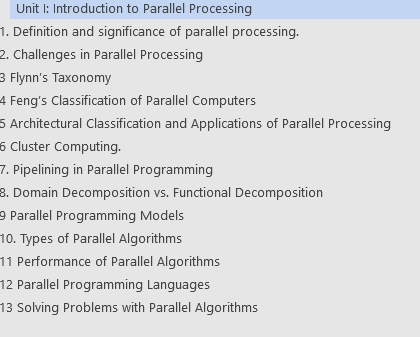 Unit I: Introduction to Parallel Processing
1. Definition and significance of parallel processing.
2. Challenges in Parallel Processing
3 Flynn's Taxonomy
4 Feng's Classification of Parallel Computers
5 Architectural Classification and Applications of Parallel Processing
6 Cluster Computing.
7. Pipelining in Parallel Programming
8. Domain Decomposition vs. Functional Decomposition
9 Parallel Programming Models
10. Types of Parallel Algorithms
11 Performance of Parallel Algorithms
12 Parallel Programming Languages
13 Solving Problems with Parallel Algorithms